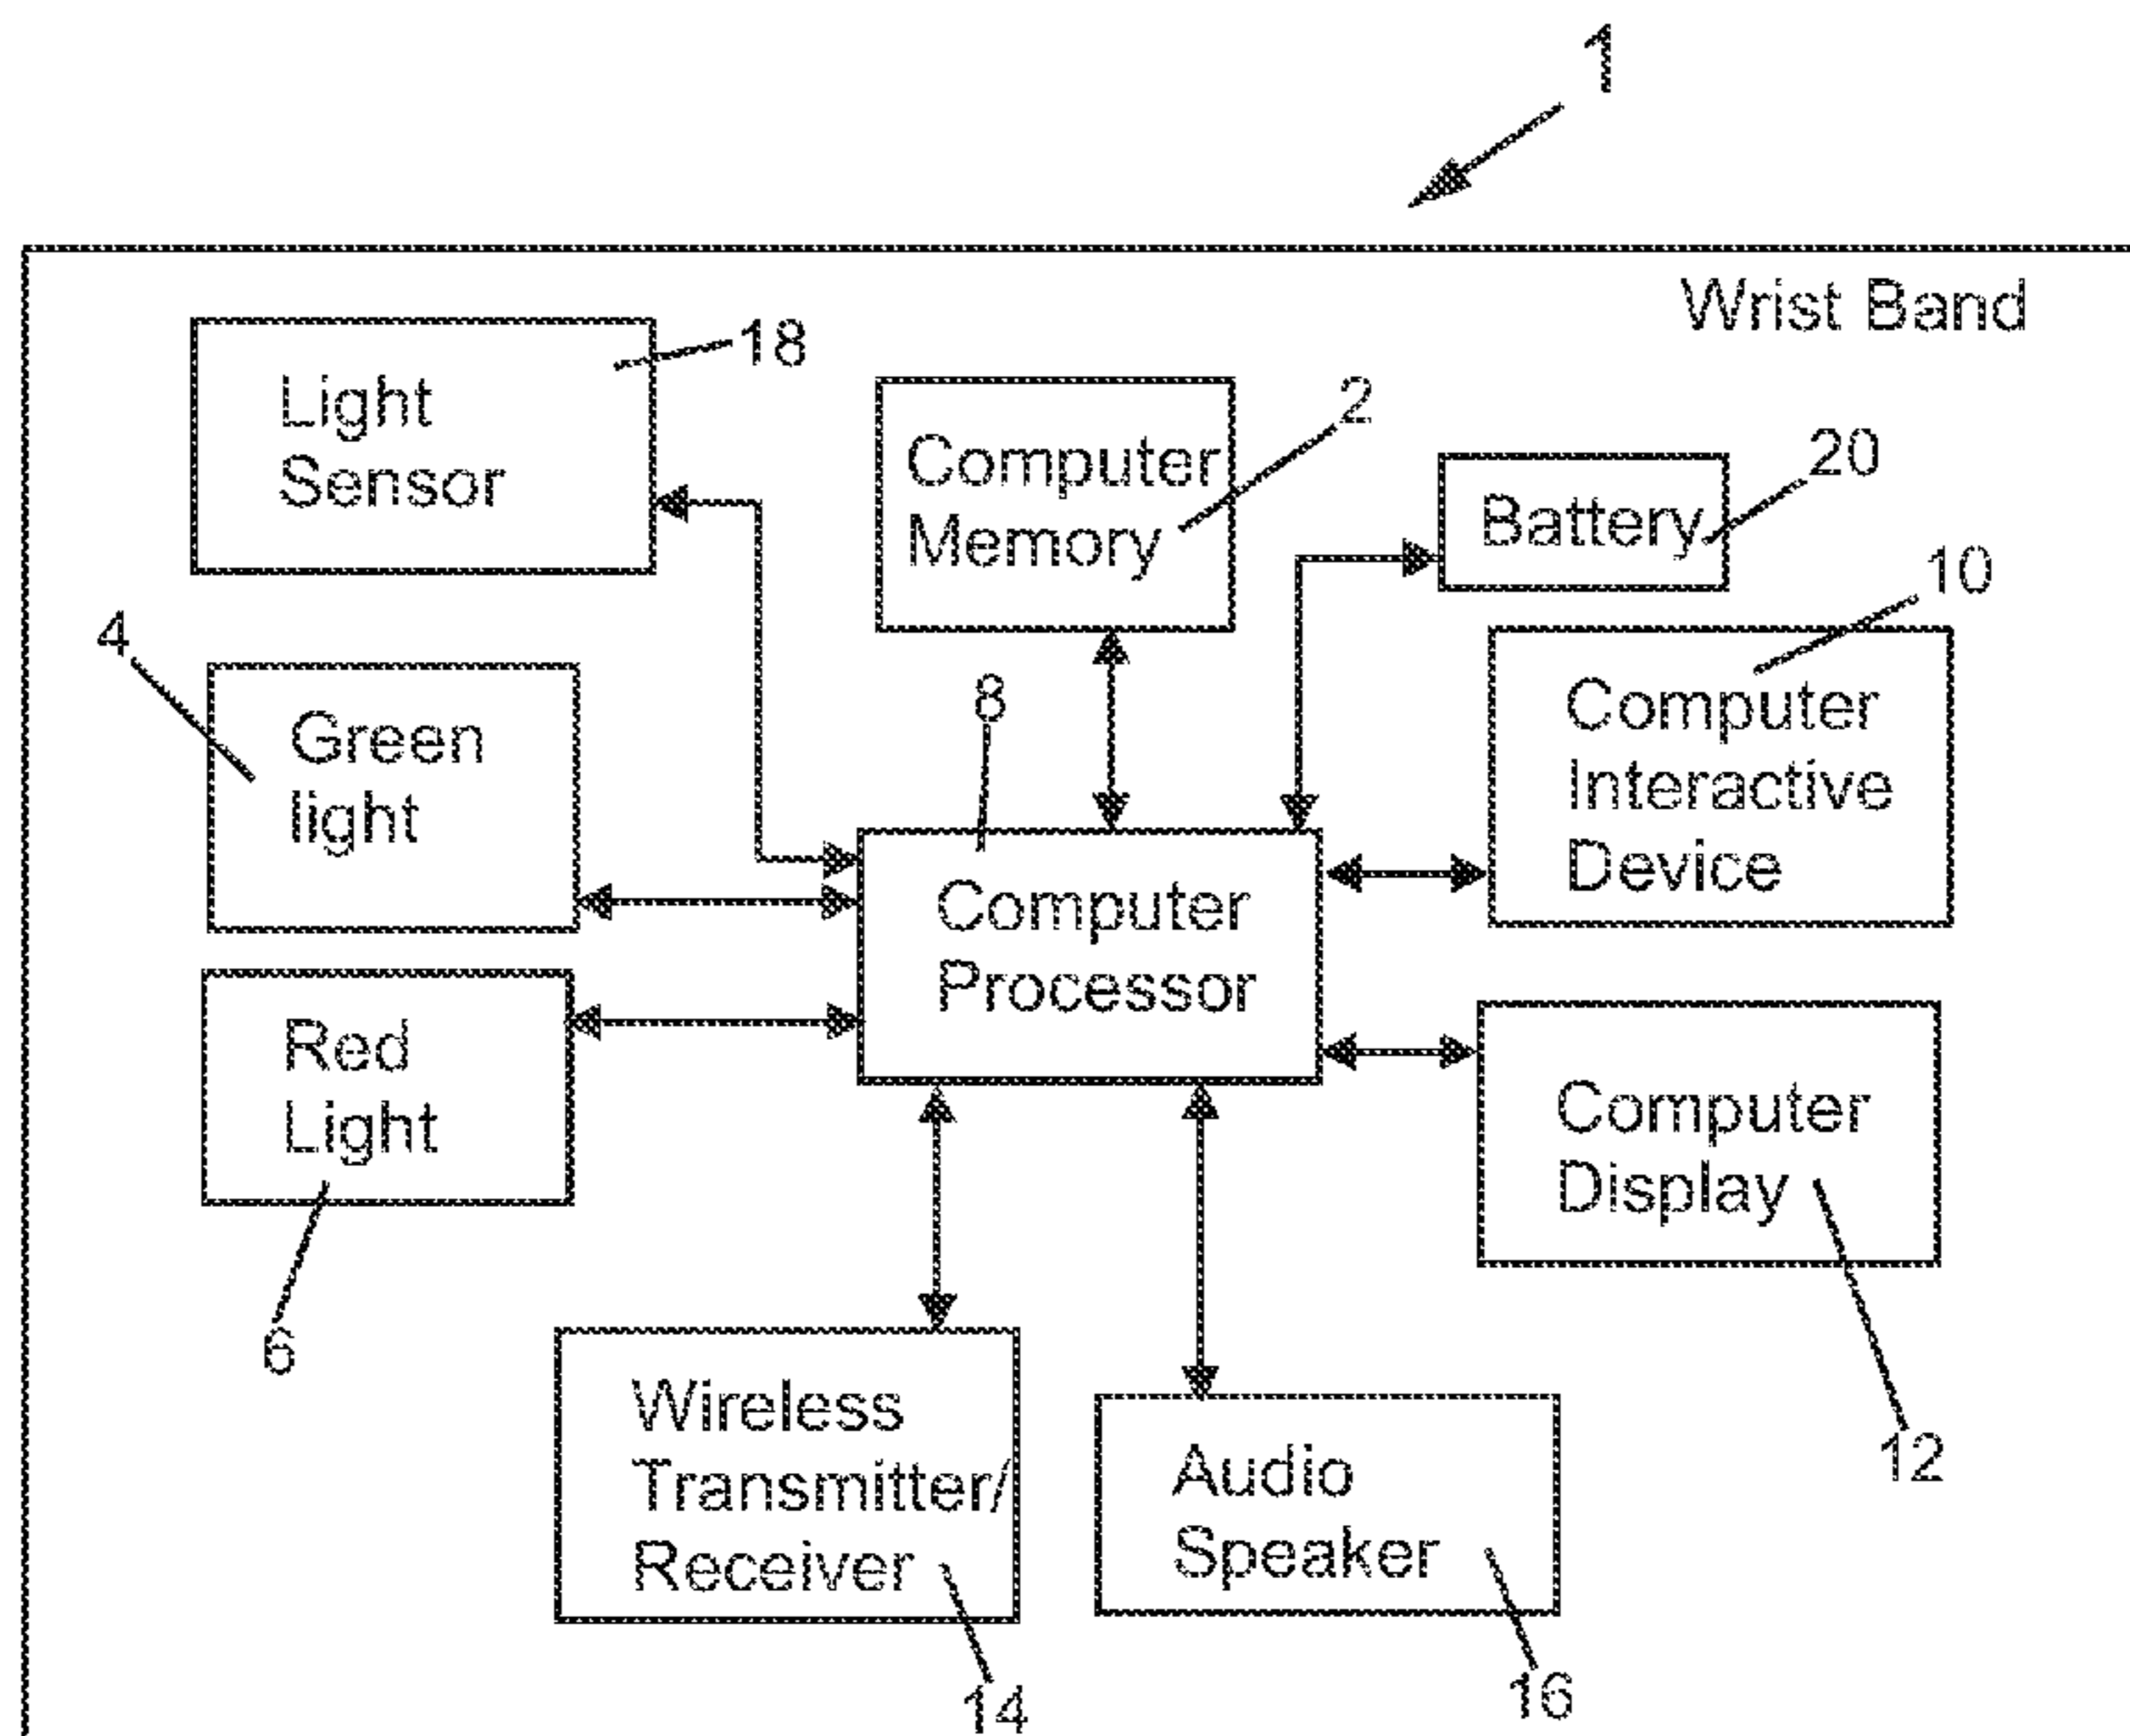 1
Wrist Band
18
Light
Sensor
2
Computer
Memory
20
Battery
10
Computer
Interactive
Device
4
Green
light
8
Computer
Processor
Red
Light
6
Computer
Display
12
Wireless
Transmitter/
Receiver
14
Audio
Speaker
16